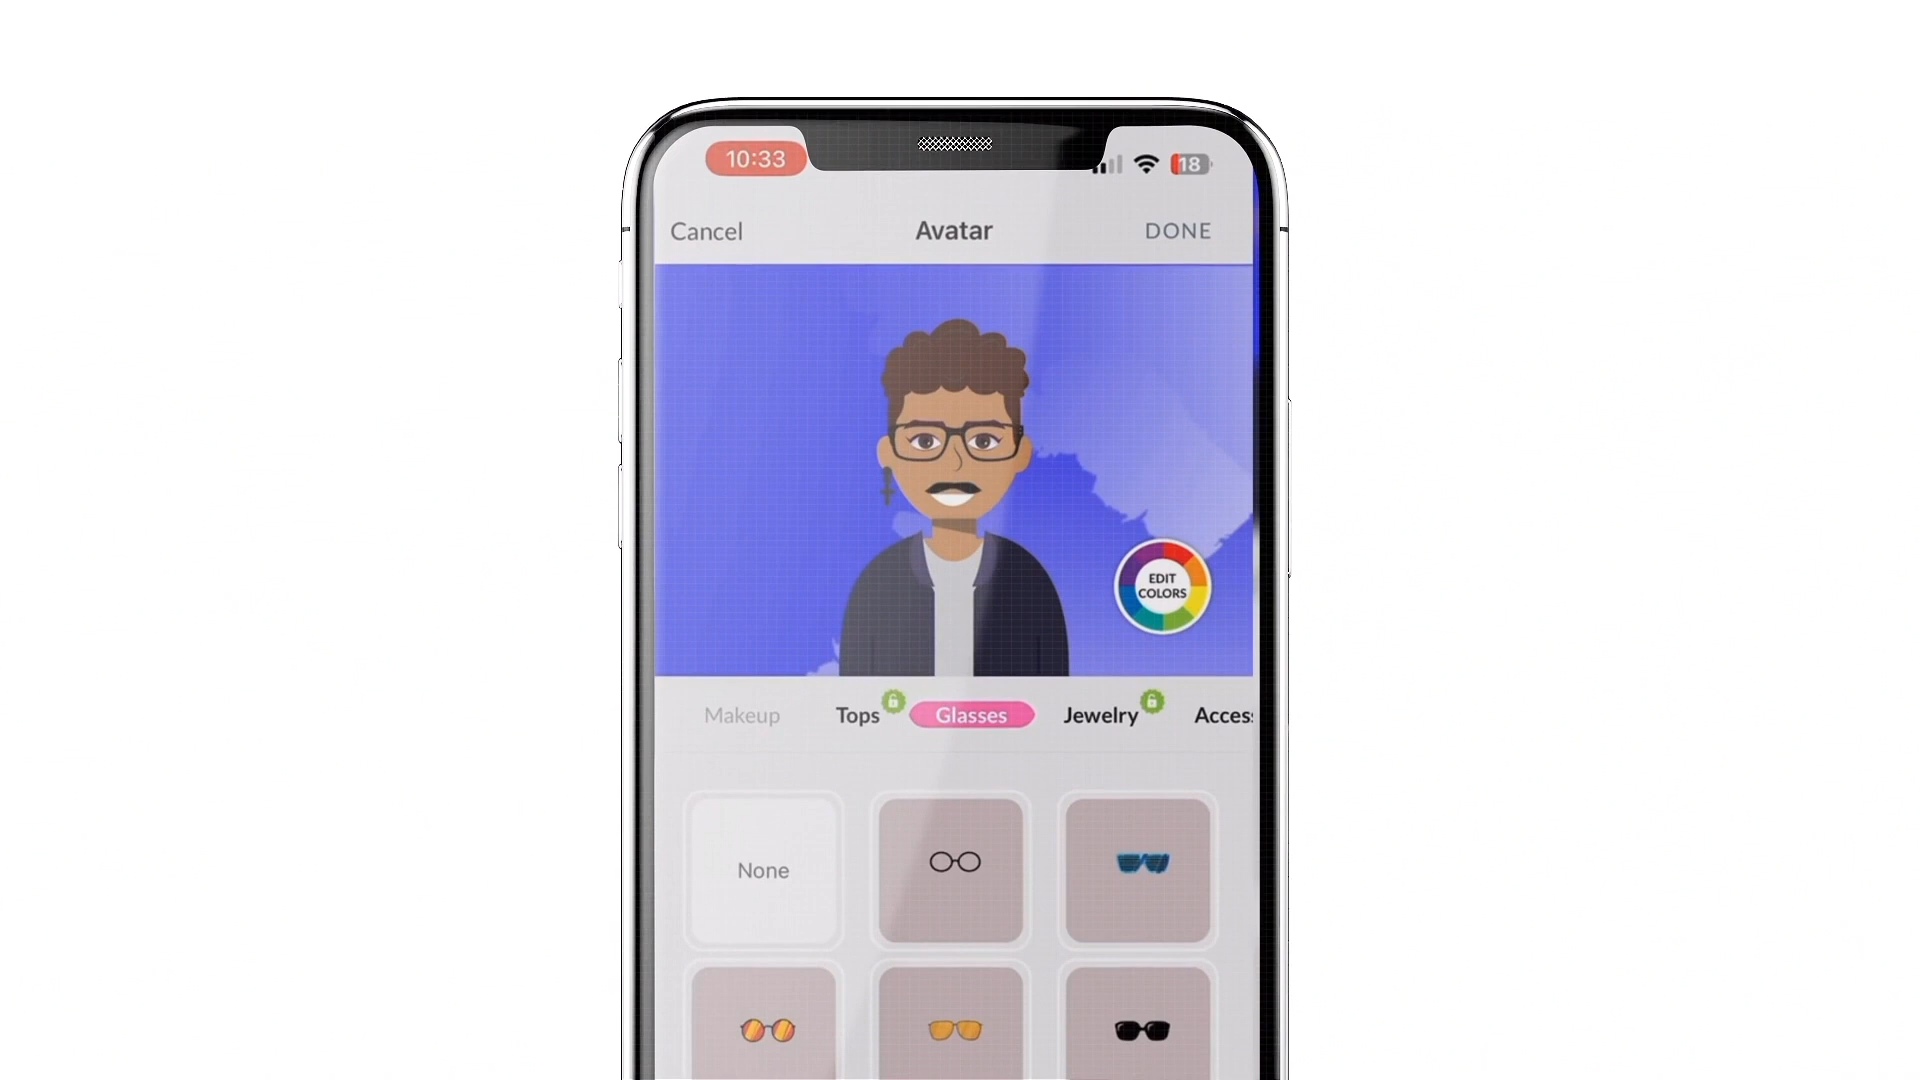 10:33
18
Cancel
Avatar
DONE
EDIT
COLORS
Makeup
Tops
Glasses
Jewelry
Acces
None